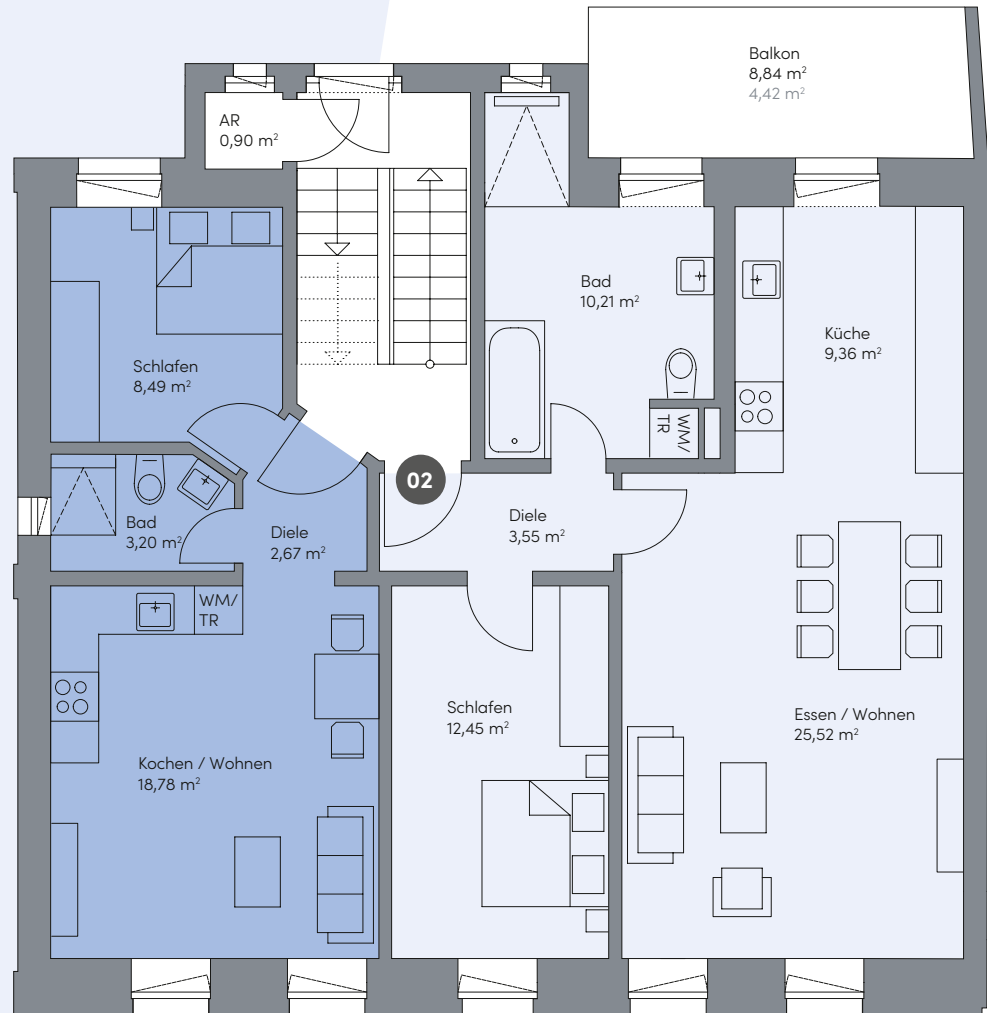 Balkon
8,84 m²
4,42 m²
AR
0,90 m²
Bad
10,21 m²
Küche
9,36 m²
Schlafen
8,49 m²
WM/
TR
02
Bad
3,20 m²
Diele
2,67 m²
Diele
3,55 m²
WM/
TR
Schlafen
12,45 m²
Essen / Wohnen
25,52 m²
Kochen / Wohnen
18,78 m²